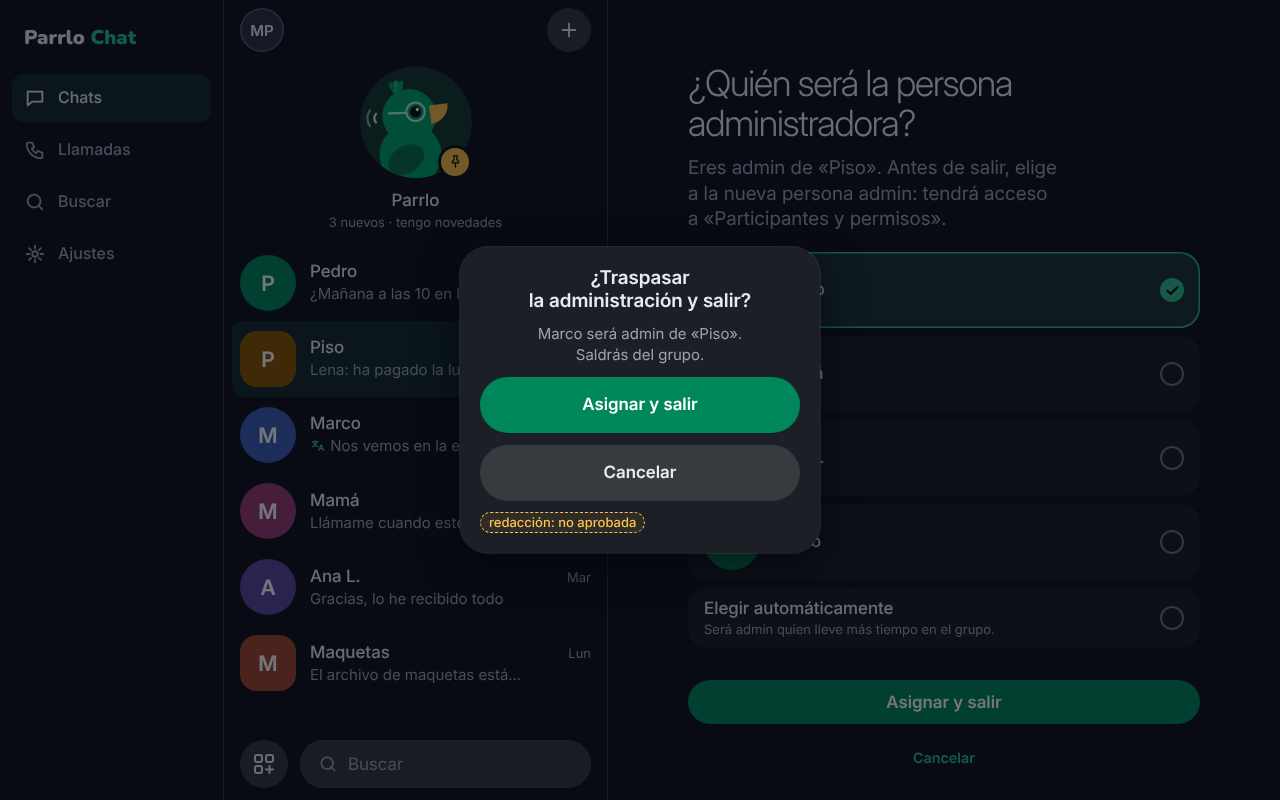 Parrlo Chat
Chats
Llamadas
Buscar
Ajustes
MP
Parrlo
3 nuevos · tengo novedades
P
Pedro
¿Mañana a las 10 en
P
Piso
Lena: ha pagado la
M
Marco
Nos vemos en la
M
Mamá
Llámame cuando
A
Ana L.
Mar
Gracias, lo he recibido todo
M
Maquetas
Lun
El archivo de maquetas está...
Buscar
¿Quién será la persona
administradora?
Eres admin de «Piso». Antes de salir, elige
a la nueva persona admin: tendrá acceso
a «Participantes y permisos».
Elegir automáticamente
Será admin quien lleve más tiempo en el grupo.
Asignar y salir
Cancelar
¿Traspasar
la administración y salir?
Marco será admin de «Piso».
Saldrás del grupo.
Asignar y salir
Cancelar
redacción: no aprobada